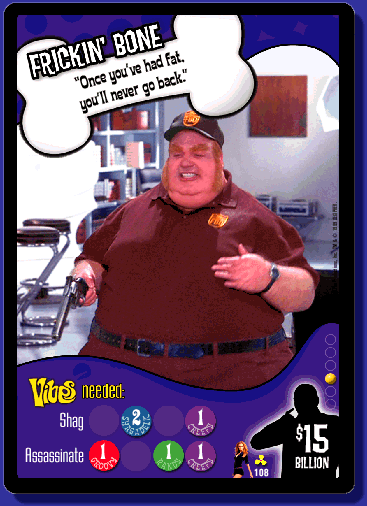 FRICKIN' BONE
"Once you've had fat,
you'll never go back."
Vibes needed:
Shag 2 1
Assassinate 1 GROOVY 1 1
108
$15
BILLION